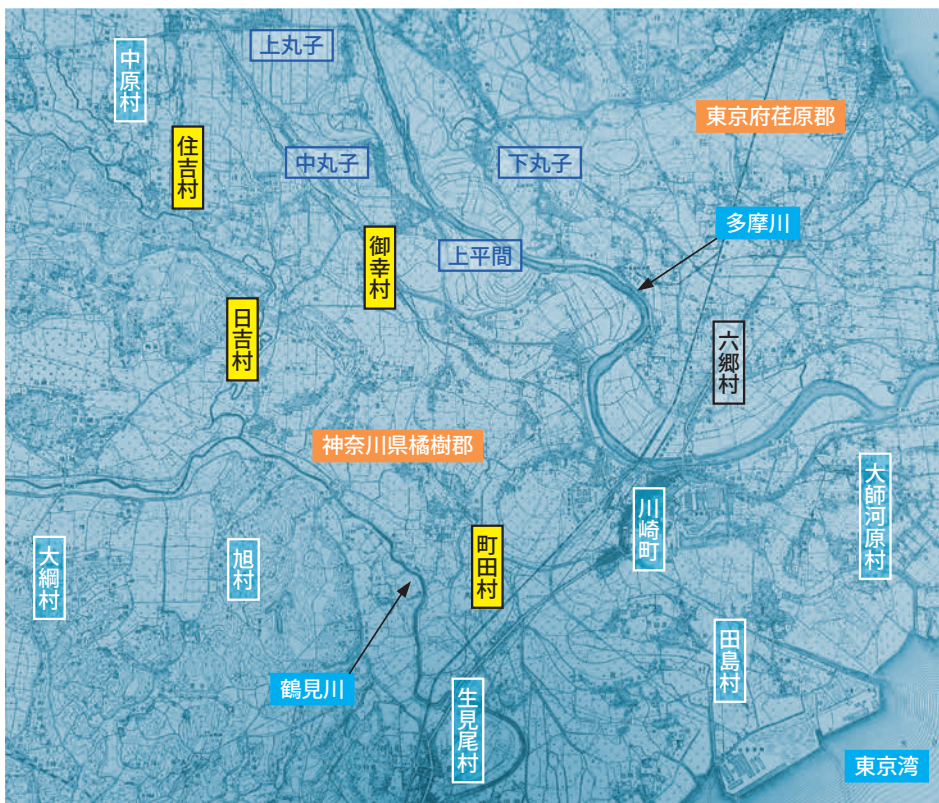 上丸子
中原村
東京府荏原郡
住吉村
中丸子
下丸子
多摩川
御幸村
上平間
日吉村
六郷村
神奈川県橘樹郡
大師河原村
川崎町
町田村
大綱村
旭村
田島村
鶴見川
生見尾村
東京湾